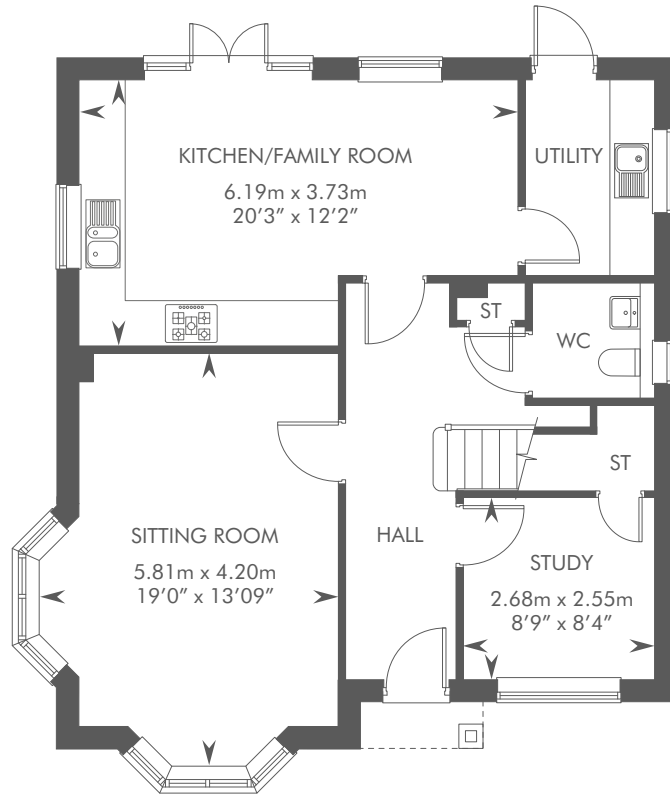 KITCHEN/FAMILY ROOM
6.19m x 3.73m
20’3” x 12’2”
UTILITY
ST
WC
ST
SITTING ROOM
5.81m x 4.20m
19’0” x 13’09”
HALL
STUDY
2.68m x 2.55m
8’9” x 8’4”